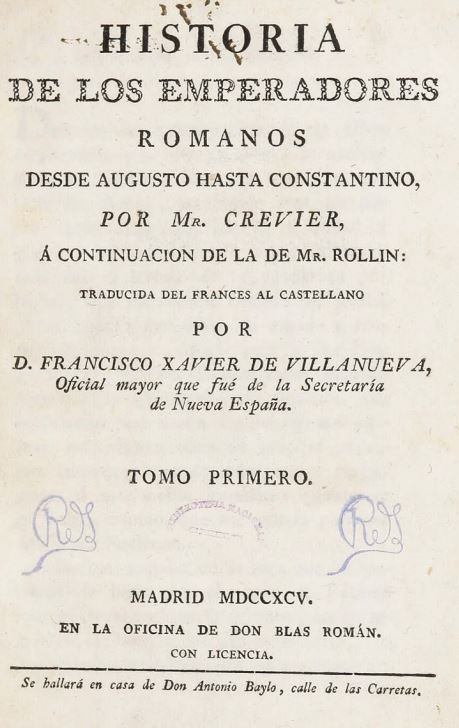 HISTORIA
DE LOS EMPERADORES
ROMANOS
DESDE AUGUSTO HASTA CONSTANTINO,
POR MR. CREVIER,
Á CONTINUACION DE LA DE MR. ROLLIN:
TRADUCIDA DEL FRANCES AL CASTELLANO
POR
D. FRANCISCO XAVIER DE VILLANUEVA,
Oficial mayor que fué de la Secretaría
de Nueva España.
TOMO PRIMERO.
MADRID MDCCXCV.
EN LA OFICINA DE DON BLAS ROMÁN.
CON LICENCIA.
Se hallará en casa de Don Antonio Baylo, calle de las Carretas.